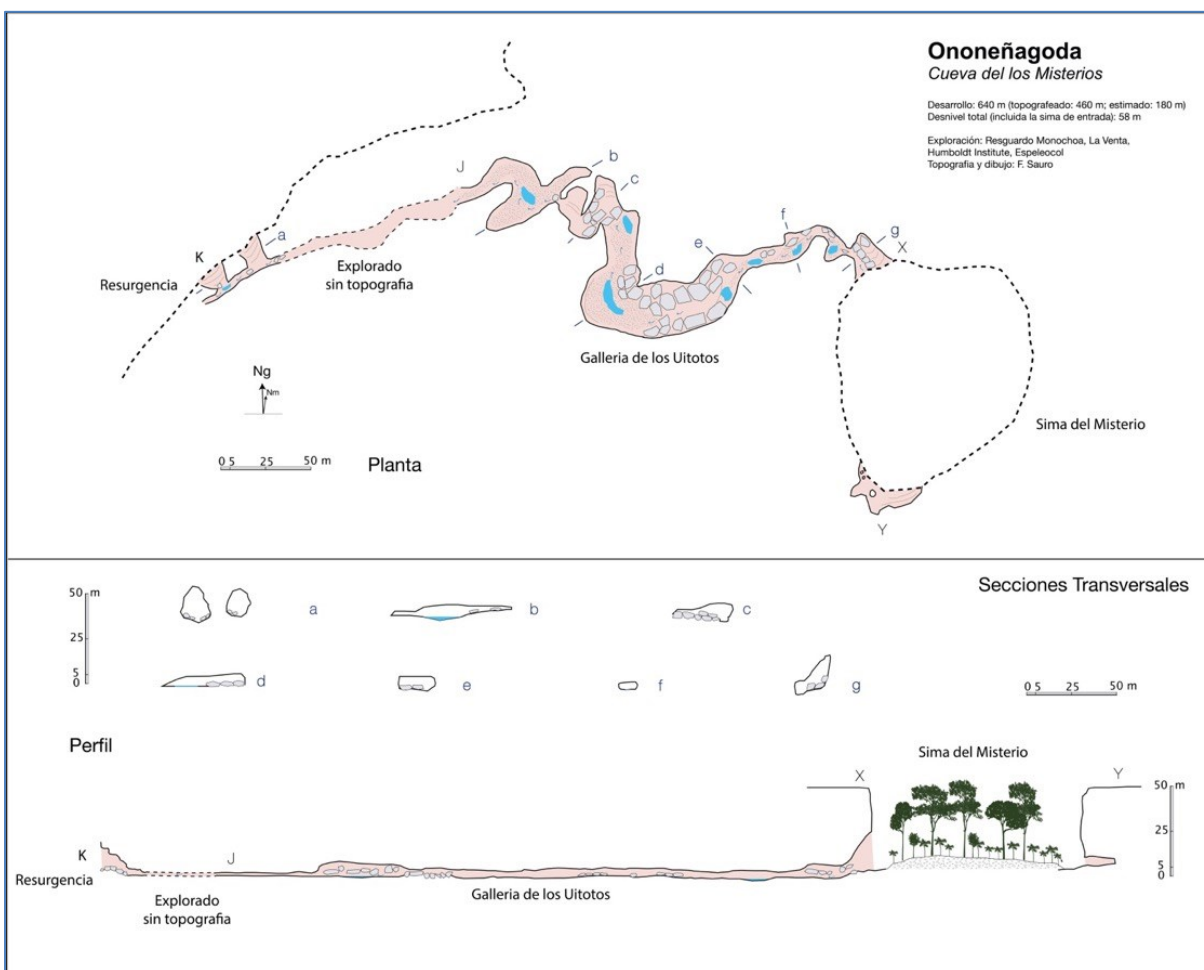 Ononeñagoda
Cueva del los Misterios
Desarrollo: 640 m (topografeado: 460 m; estimado: 180 m)
Desnivel total (incluida la sima de entrada): 58 m
Exploración: Resguardo Monochoa, La Venta,
Humboldt Institute, Espeleocol
Topografia y dibujo: F. Sauro
b
J
c
a
K
f
g
e
X
Resurgencia
Explorado
sin topografia
d
Galleria de los Uitotos
Ng
Nm
Sima del Misterio
0 5 25 50 m
Planta
Y
Secciones Transversales
50 m
25
5
0
a
b
c
d
e
f
g
0 5 25 50 m
Perfil
Sima del Misterio
X
Y
50 m
25
5
0
K
J
Resurgencia
Galleria de los Uitotos
Explorado
sin topografia